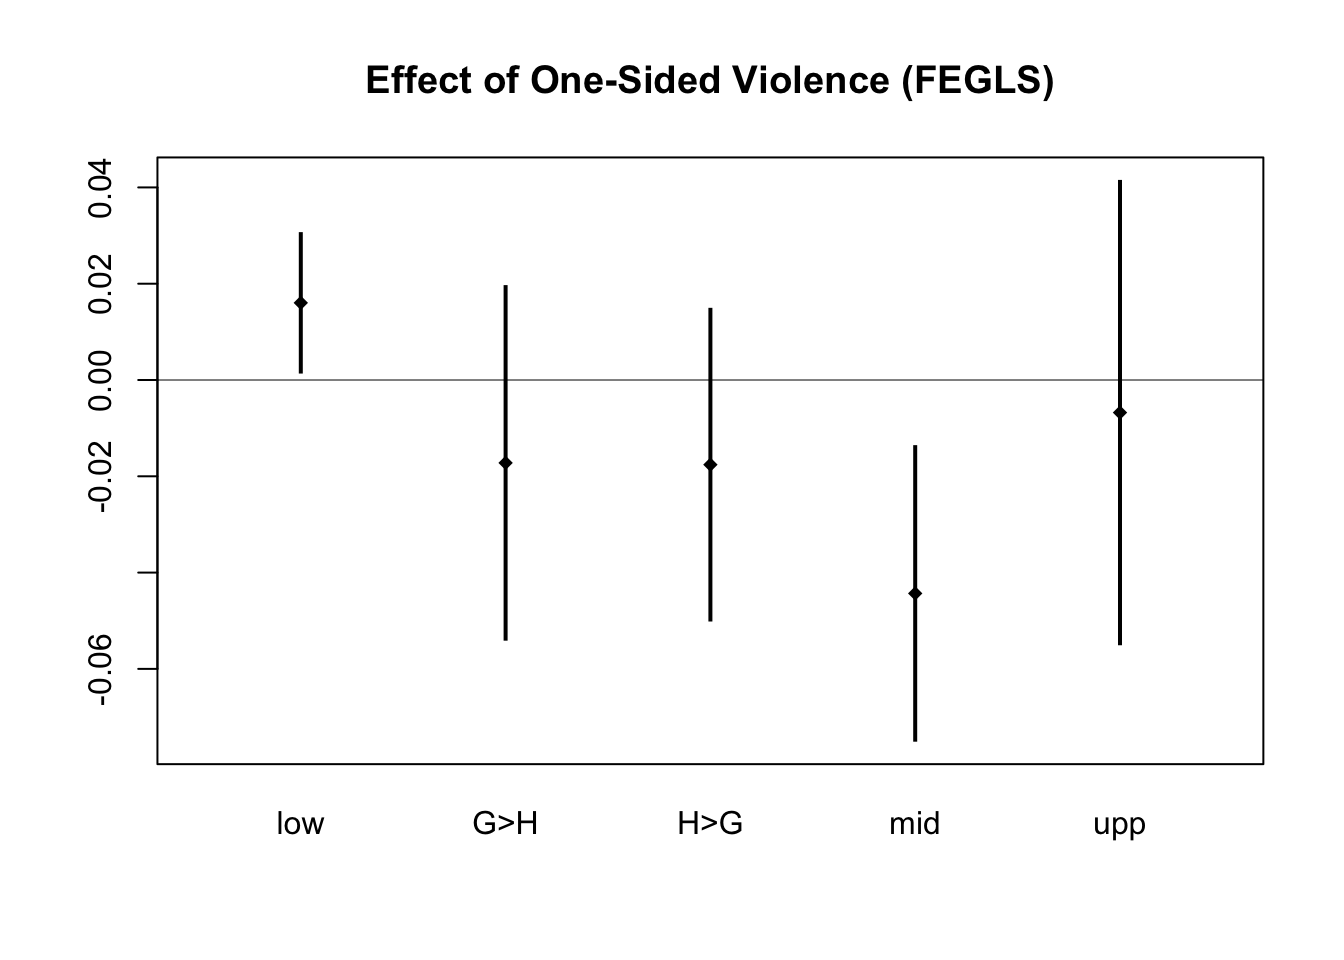 Effect of One-Sided Violence (FEGLS)
0.04
0.02
0.00
-0.02
-0.06
low G>H H>G mid upp